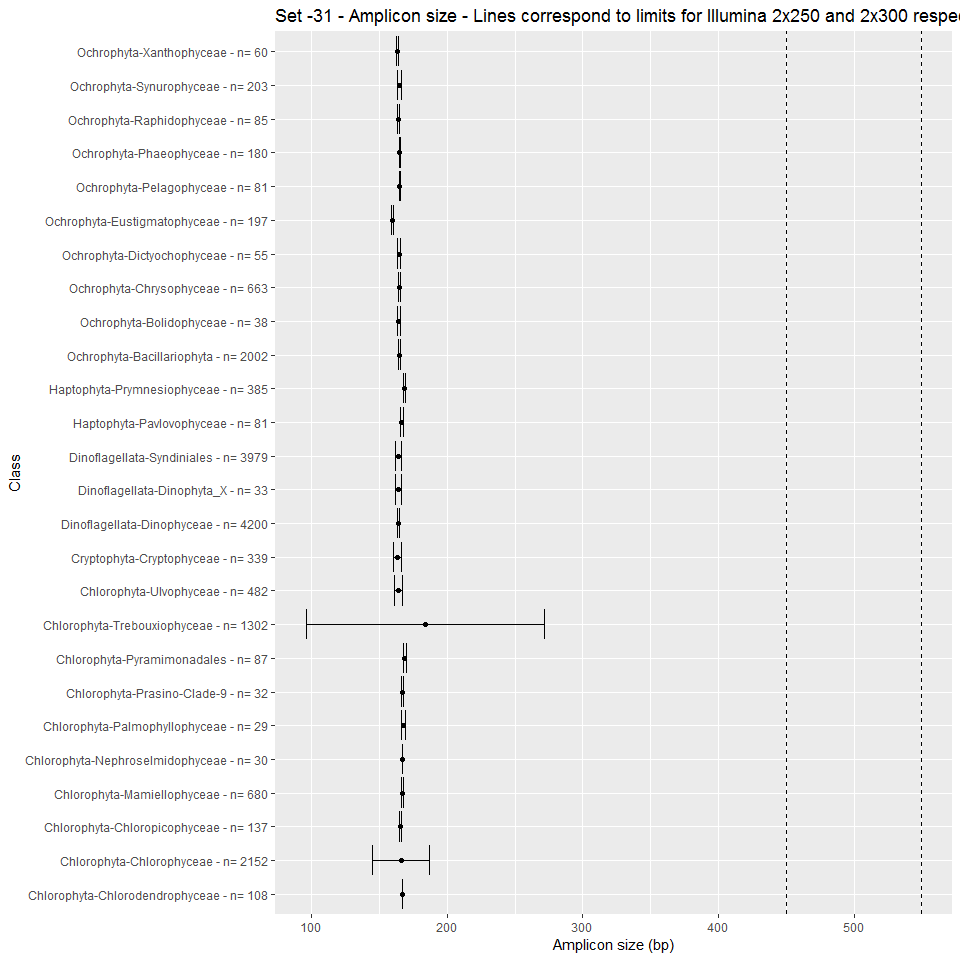 Set -31 - Amplicon size - Lines correspond to limits for Illumina 2x250 and 2x300 respec
Ochrophyta-Xanthophyceae - n= 60
Ochrophyta-Synurophyceae - n= 203
Ochrophyta-Raphidophyceae - n= 85
Ochrophyta-Phaeophyceae - n= 180
Ochrophyta-Pelagophyceae - n= 81
Ochrophyta-Eustigmatophyceae - n= 197
Ochrophyta-Dictyochophyceae - n= 55
Ochrophyta-Chrysophyceae - n= 663
Ochrophyta-Bolidophyceae - n= 38
Ochrophyta-Bacillariophyta - n= 2002
Haptophyta-Prymnesiophyceae - n= 385
Haptophyta-Pavlovophyceae - n= 81
Dinoflagellata-Syndiniales - n= 3979
Dinoflagellata-Dinophyta_X - n= 33
Dinoflagellata-Dinophyceae - n= 4200
Cryptophyta-Cryptophyceae - n= 339
Chlorophyta-Ulvophyceae - n= 482
Chlorophyta-Trebouxiophyceae - n= 1302
Chlorophyta-Pyramimonadales - n= 87
Chlorophyta-Prasino-Clade-9 - n= 32
Chlorophyta-Palmophyllophyceae - n= 29
Chlorophyta-Nephroselmidophyceae - n= 30
Chlorophyta-Mamiellophyceae - n= 680
Chlorophyta-Chloropicophyceae - n= 137
Chlorophyta-Chlorophyceae - n= 2152
Chlorophyta-Chlorodendrophyceae - n= 108
Class
100 200 300 400 500
Amplicon size (bp)